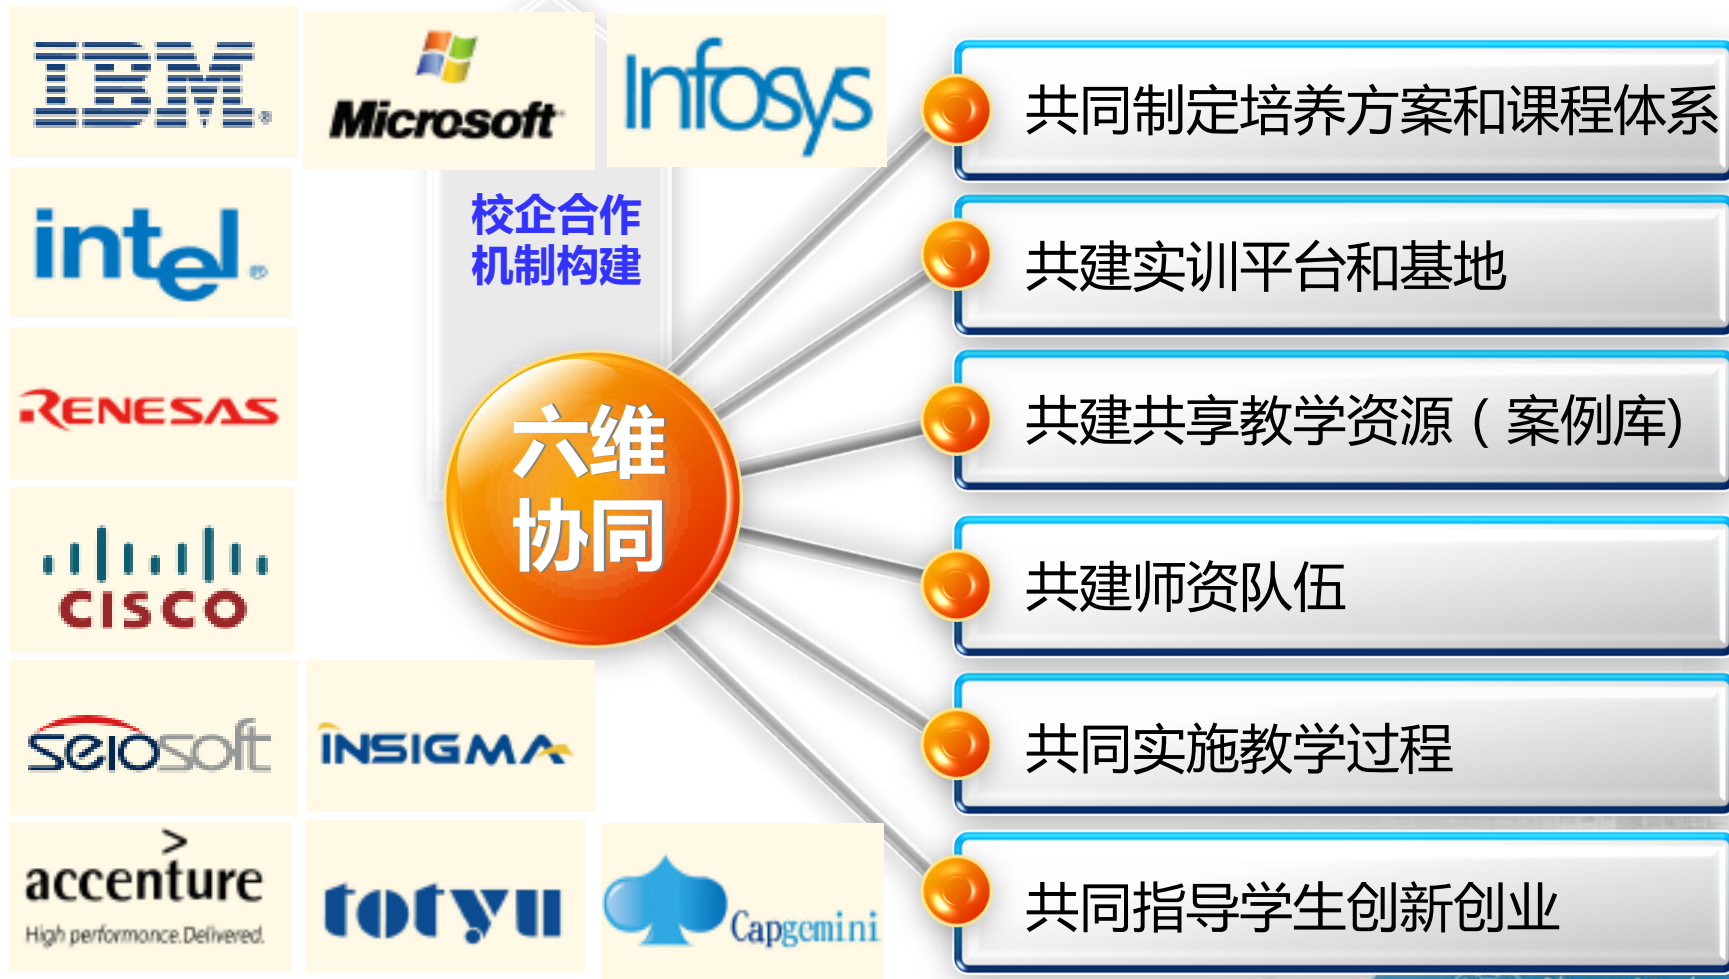 IBM®
Microsoft
Infosys
校企合作
机制构建
intel®
RENESAS
CISCO
seiosoft
INSIGMA
accenture
High performance. Delivered.
totyu
Capgemini
六维
协同
共同制定培养方案和课程体系
共建实训平台和基地
共建共享教学资源（案例库)
共建师资队伍
共同实施教学过程
共同指导学生创新创业